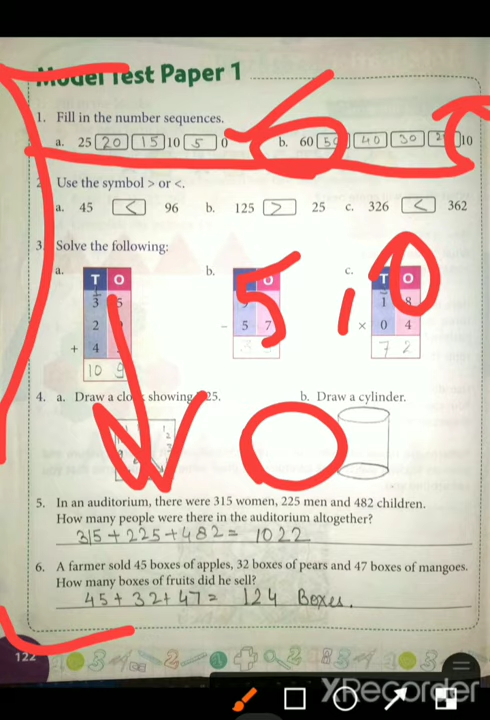 Model Test Paper 1
1. Fill in the number sequences.
a. 25 20 15 10 5 0 b. 60 50 40 30 10
Use the symbol > or <.
a. 45 < 96 b. 125 > 25 c. 326 < 362
3. Solve the following:
a. b. c.
T O O T O
1
3 5 1 8
2 - 5 7 × 0 4
+ 4 7 2
10 9
5 10
4. a. Draw a clock showing 25. b. Draw a cylinder.
5. In an auditorium, there were 315 women, 225 men and 482 children.
How many people were there in the auditorium altogether?
315+225+482= 1022
6. A farmer sold 45 boxes of apples, 32 boxes of pears and 47 boxes of mangoes.
How many boxes of fruits did he sell?
45+32+47= 124 Boxes.
122
XRecorder